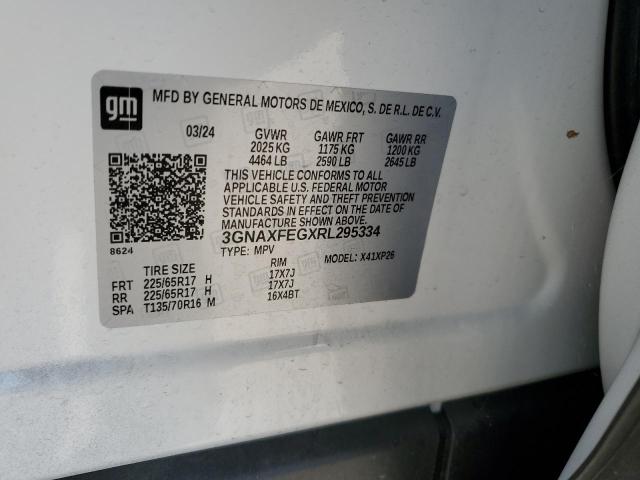 gm
MFD BY GENERAL MOTORS DE MEXICO, S. DE R.L. DE C.V.
03/24 GVWR GAWR FRT GAWR RR
2025 KG 1175 KG 1200 KG
4464 LB 2590 LB 2645 LB
THIS VEHICLE CONFORMS TO ALL
APPLICABLE U.S. FEDERAL MOTOR
VEHICLE SAFETY AND THEFT PREVENTION
STANDARDS IN EFFECT ON THE DATE OF
MANUFACTURE SHOWN ABOVE.
3GNAXFEGXRL295334
8624 TYPE: MPV MODEL: X41XP26
TIRE SIZE RIM
FRT 225/65R17 H 17X7J
RR 225/65R17 H 17X7J
SPA T135/70R16 M 16X4BT